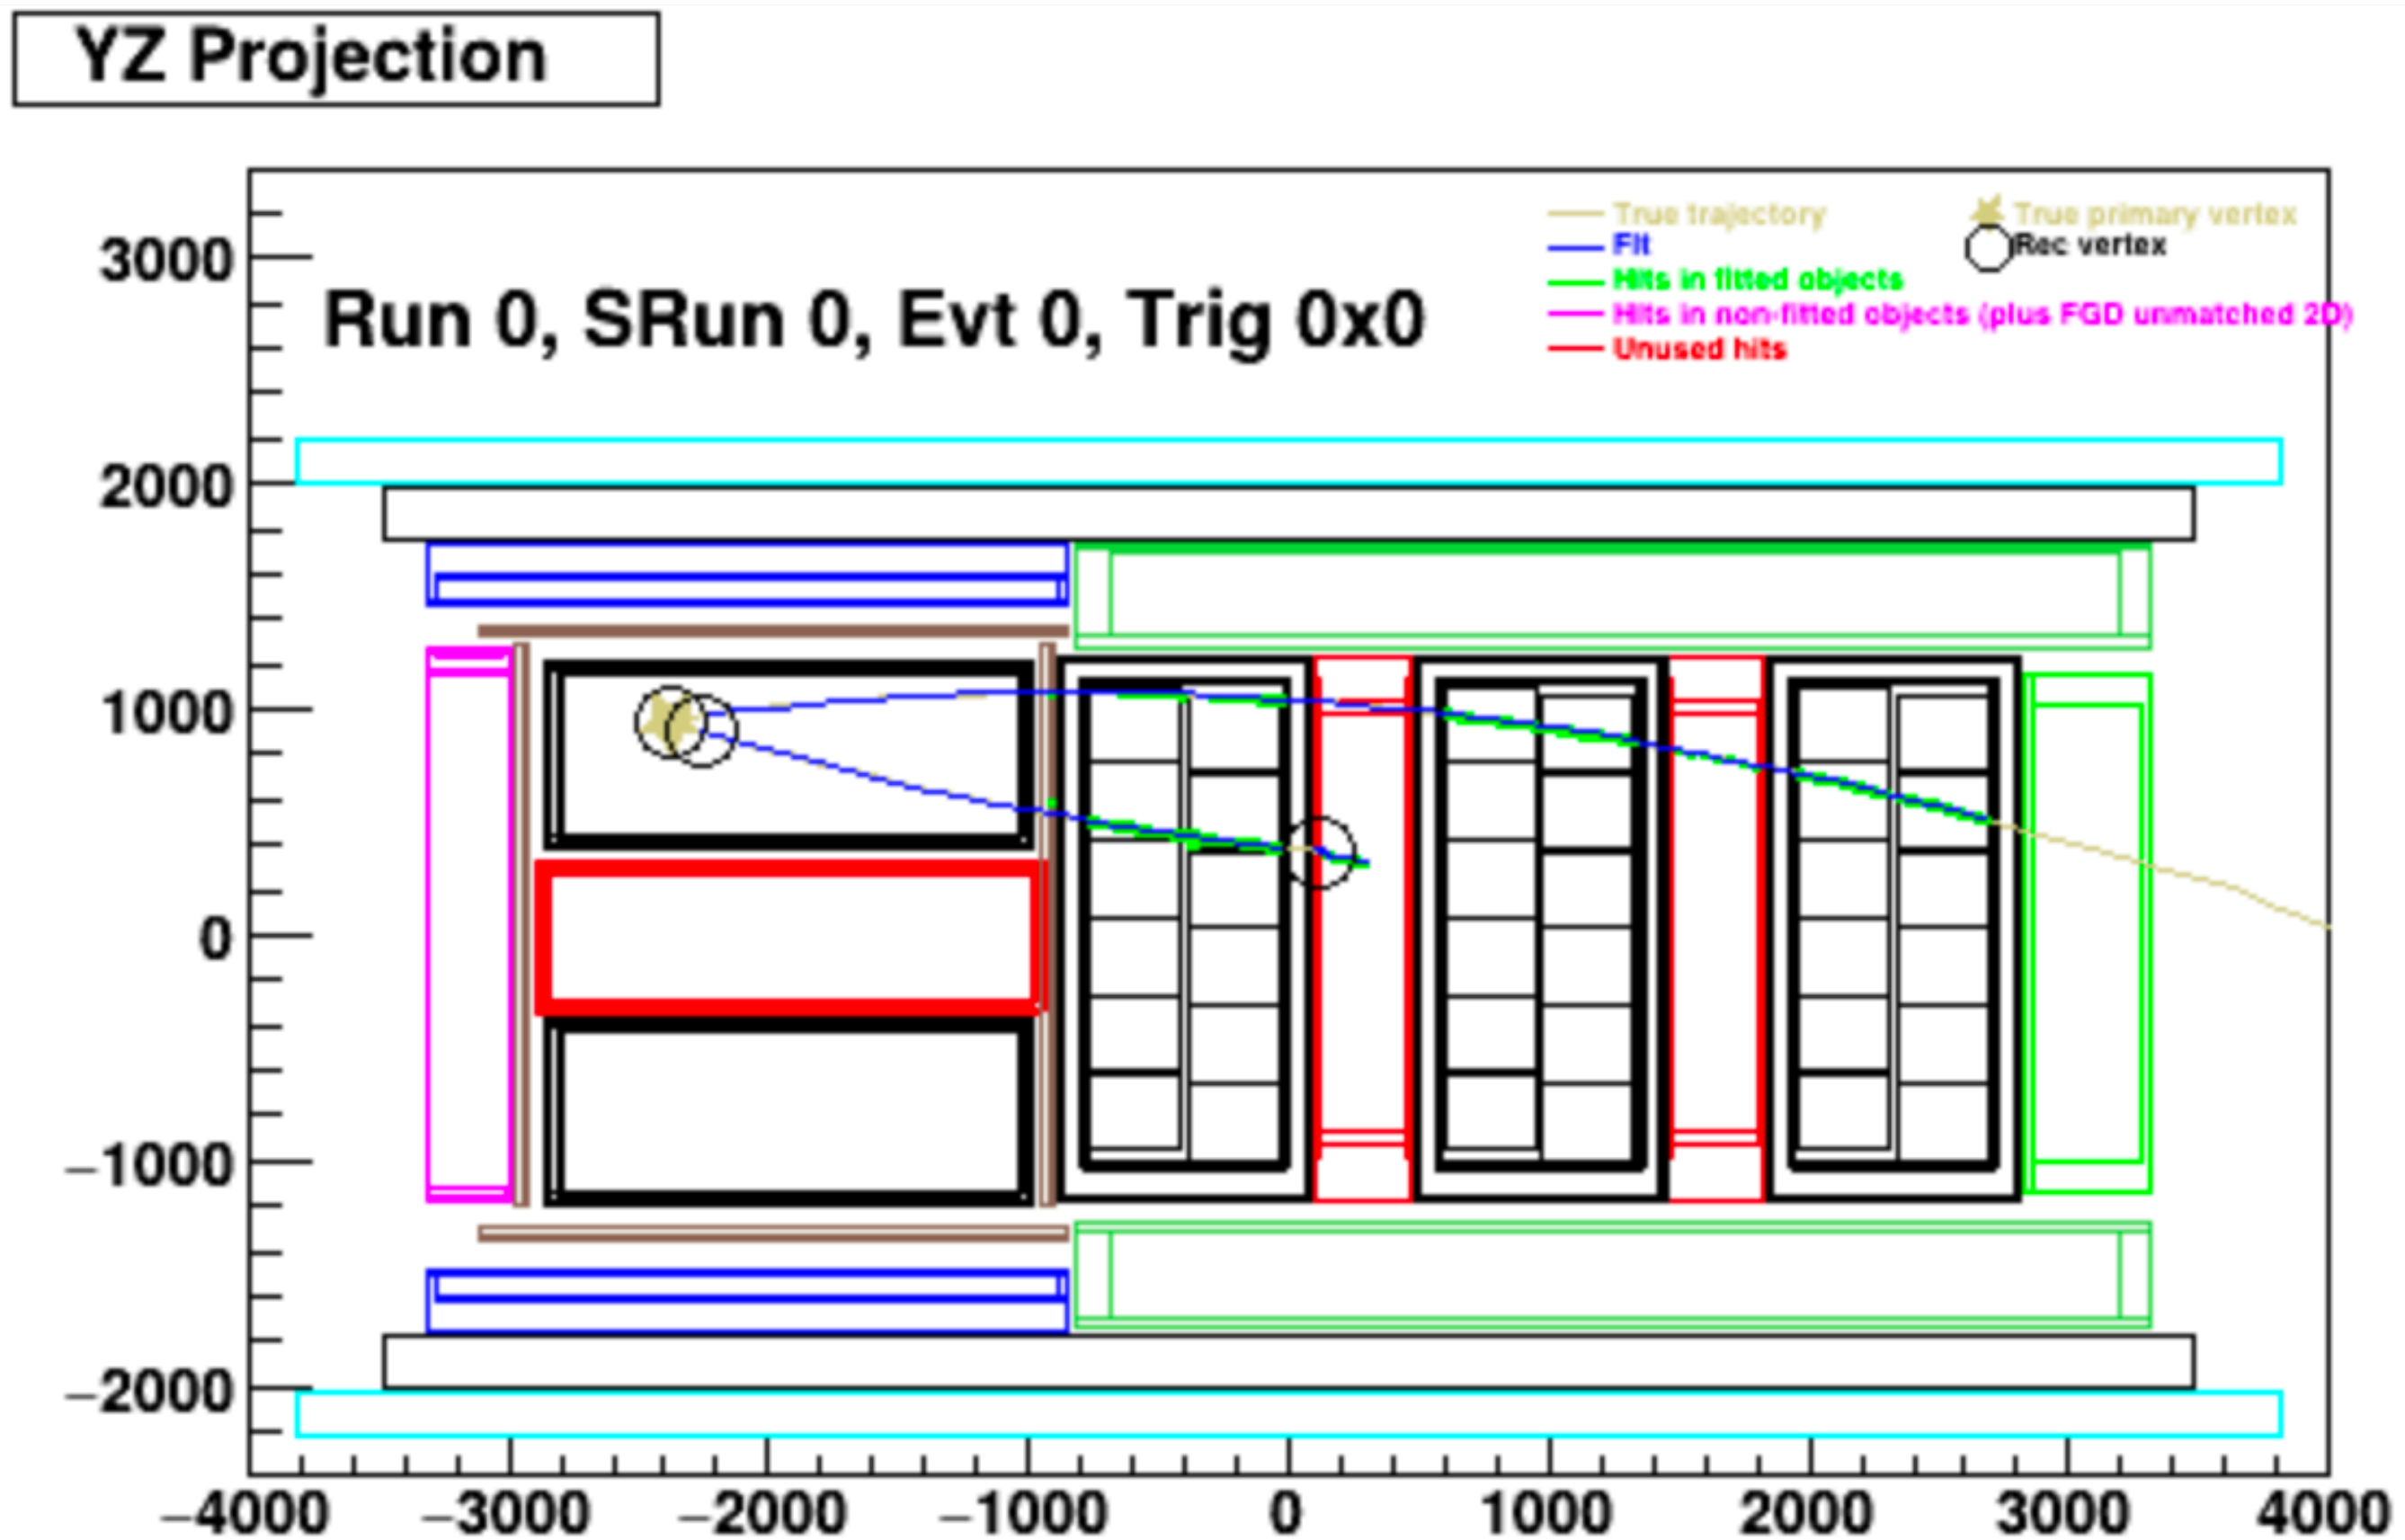 YZ Projection
True trajectory
True primary vertex
Fit
Rec vertex
Hits in fitted objects
Hits in non-fitted objects (plus FGD unmatched 2D)
Unused hits
Run 0, SRun 0, Evt 0, Trig 0x0
3000
2000
1000
0
−1000
−2000
−4000 −3000 −2000 −1000 0 1000 2000 3000 4000